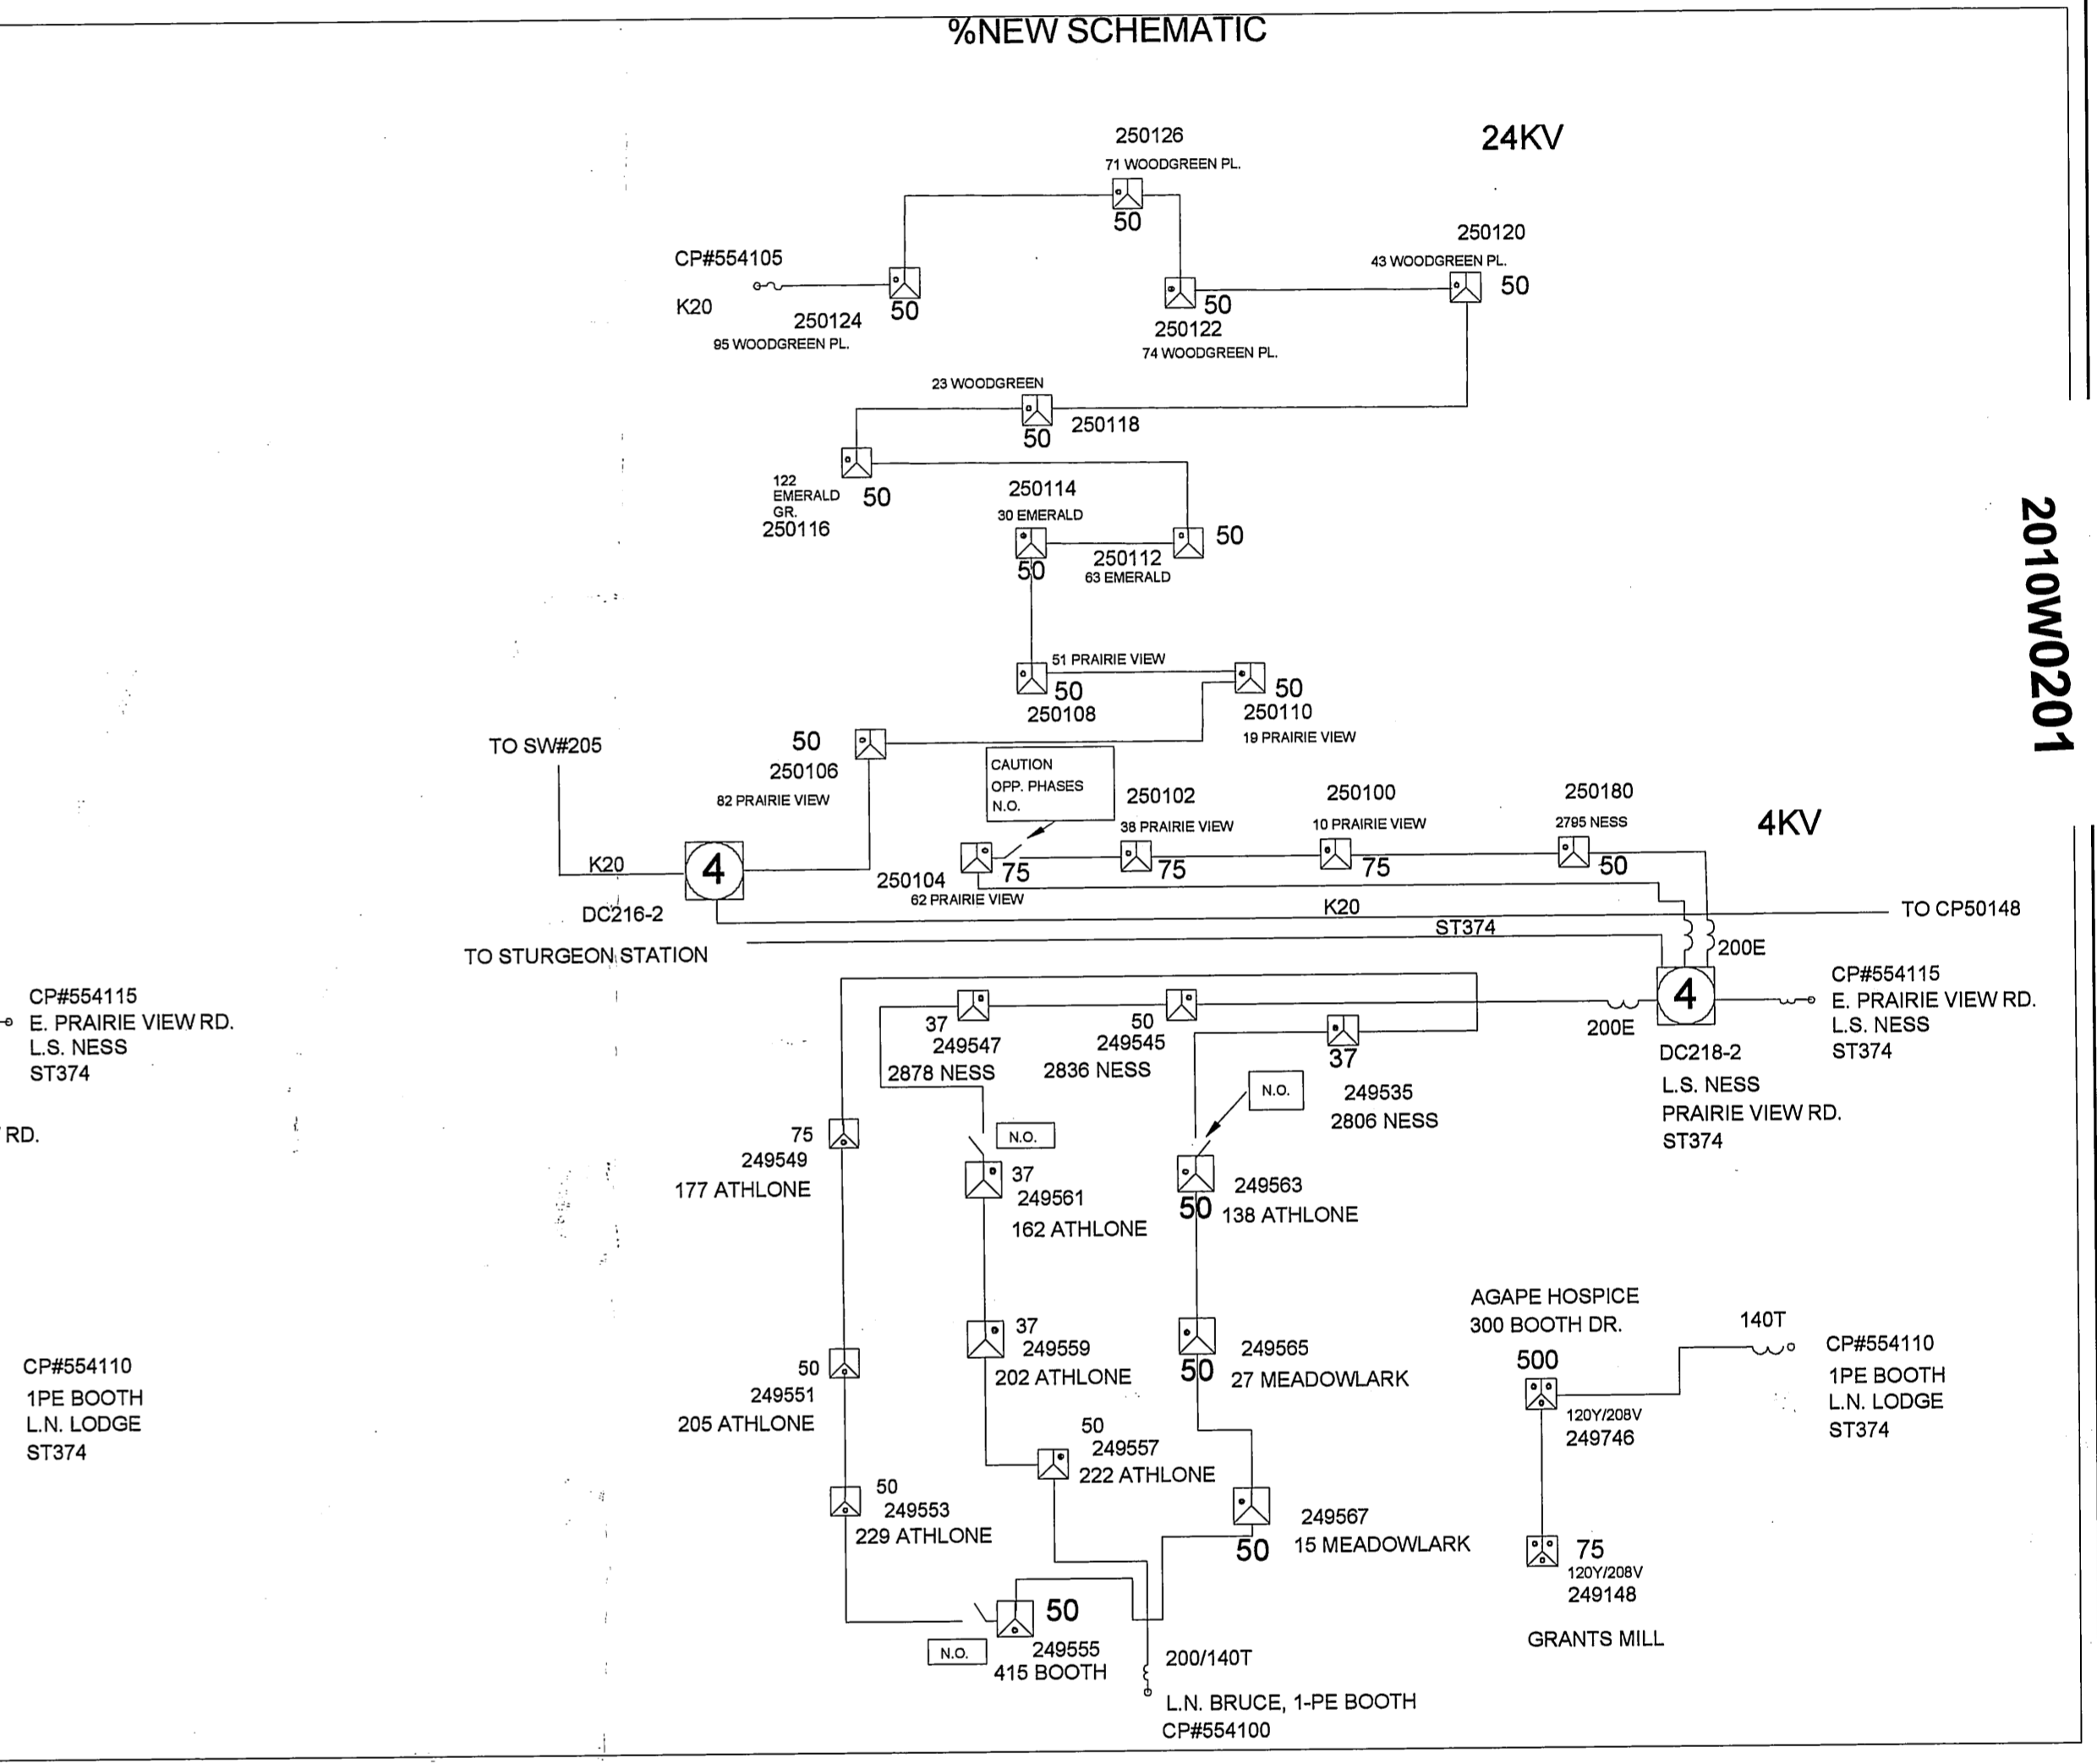 %NEW SCHEMATIC
24KV
250126
71 WOODGREEN PL.
50
250120
43 WOODGREEN PL.
50
CP#554105
K20
250124
95 WOODGREEN PL.
50
50
250122
74 WOODGREEN PL.
23 WOODGREEN
50
250118
122
EMERALD
GR.
250116
50
250114
30 EMERALD
50
250112
63 EMERALD
50
2010W0201
51 PRAIRIE VIEW
50
250108
50
250110
19 PRAIRIE VIEW
TO SW#205
50
250106
82 PRAIRIE VIEW
CAUTION
OPP. PHASES
N.O.
250102
38 PRAIRIE VIEW
75
250100
10 PRAIRIE VIEW
75
250180
2795 NESS
50
4KV
K20
4
DC216-2
250104
62 PRAIRIE VIEW
75
K20
TO CP50148
ST374
TO STURGEON STATION
200E
4
200E
CP#554115
E. PRAIRIE VIEW RD.
L.S. NESS
ST374
DC218-2
L.S. NESS
PRAIRIE VIEW RD.
ST374
CP#554115
E. PRAIRIE VIEW RD.
L.S. NESS
ST374
RD.
37
249547
2878 NESS
50
249545
2836 NESS
37
249535
2806 NESS
N.O.
N.O.
75
249549
177 ATHLONE
37
249561
162 ATHLONE
249563
50
138 ATHLONE
37
249559
202 ATHLONE
249565
50
27 MEADOWLARK
50
249551
205 ATHLONE
50
249557
222 ATHLONE
50
249553
229 ATHLONE
249567
50
15 MEADOWLARK
50
249555
415 BOOTH
N.O.
200/140T
L.N. BRUCE, 1-PE BOOTH
CP#554100
AGAPE HOSPICE
300 BOOTH DR.
500
120Y/208V
249746
140T
CP#554110
1PE BOOTH
L.N. LODGE
ST374
75
120Y/208V
249148
GRANTS MILL
CP#554110
1PE BOOTH
L.N. LODGE
ST374